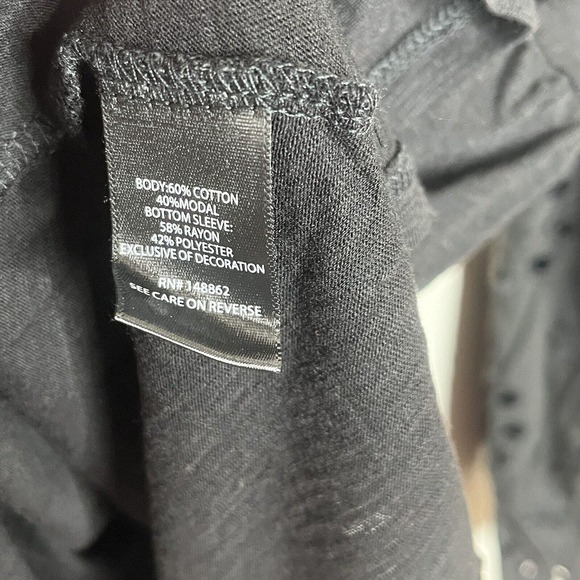 BODY:60% COTTON
40%MODAL
BOTTOM SLEEVE:
58% RAYON
42% POLYESTER
EXCLUSIVE OF DECORATION
RN# 148862
SEE CARE ON REVERSE